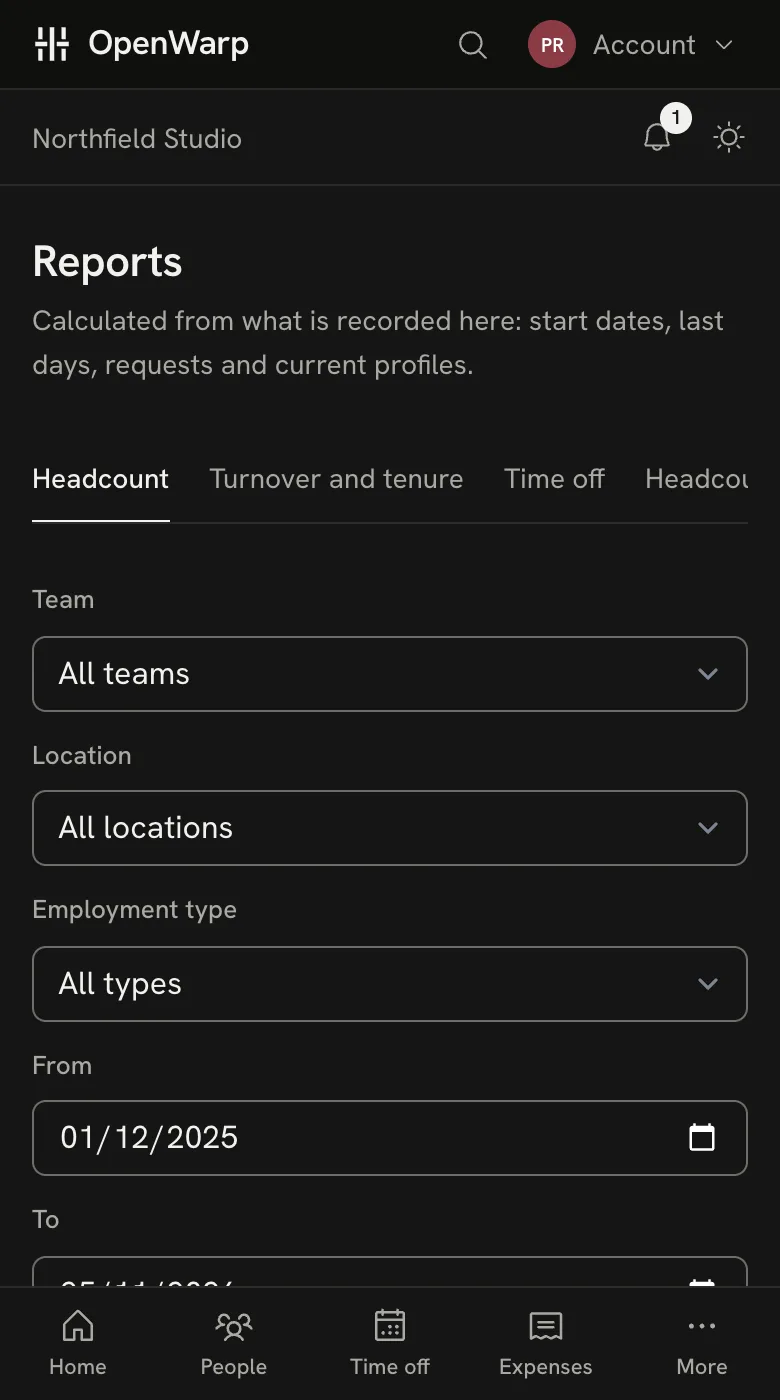 OpenWarp
PR
Account
Northfield Studio
1
Reports
Calculated from what is recorded here: start dates, last
days, requests and current profiles.
Headcount
Turnover and tenure
Time off
Team
All teams
Location
All locations
Employment type
All types
From
01/12/2025
To
Home
People
Time off
Expenses
More